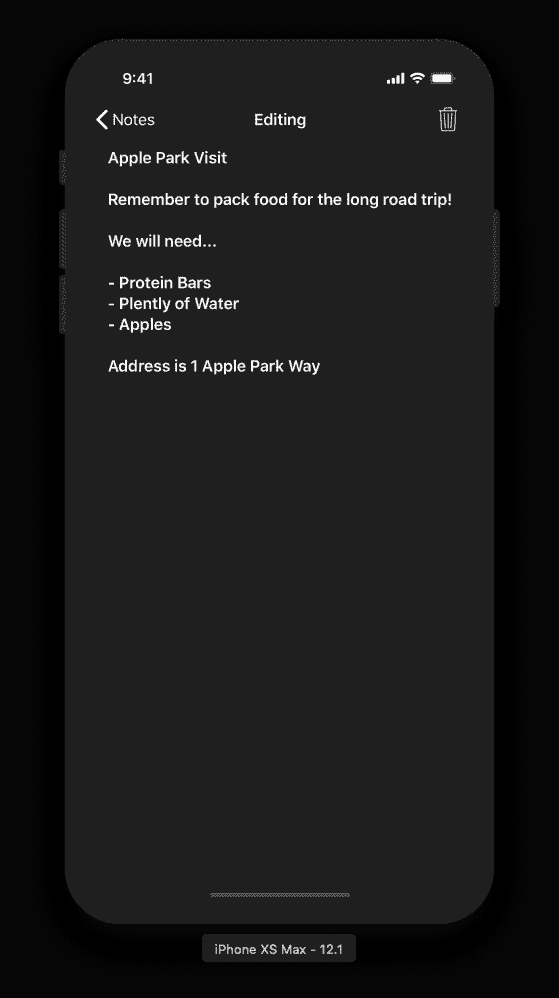 9:41
Notes
Editing
Apple Park Visit
Remember to pack food for the long road trip!
We will need...
- Protein Bars
- Plently of Water
- Apples
Address is 1 Apple Park Way
iPhone XS Max - 12.1